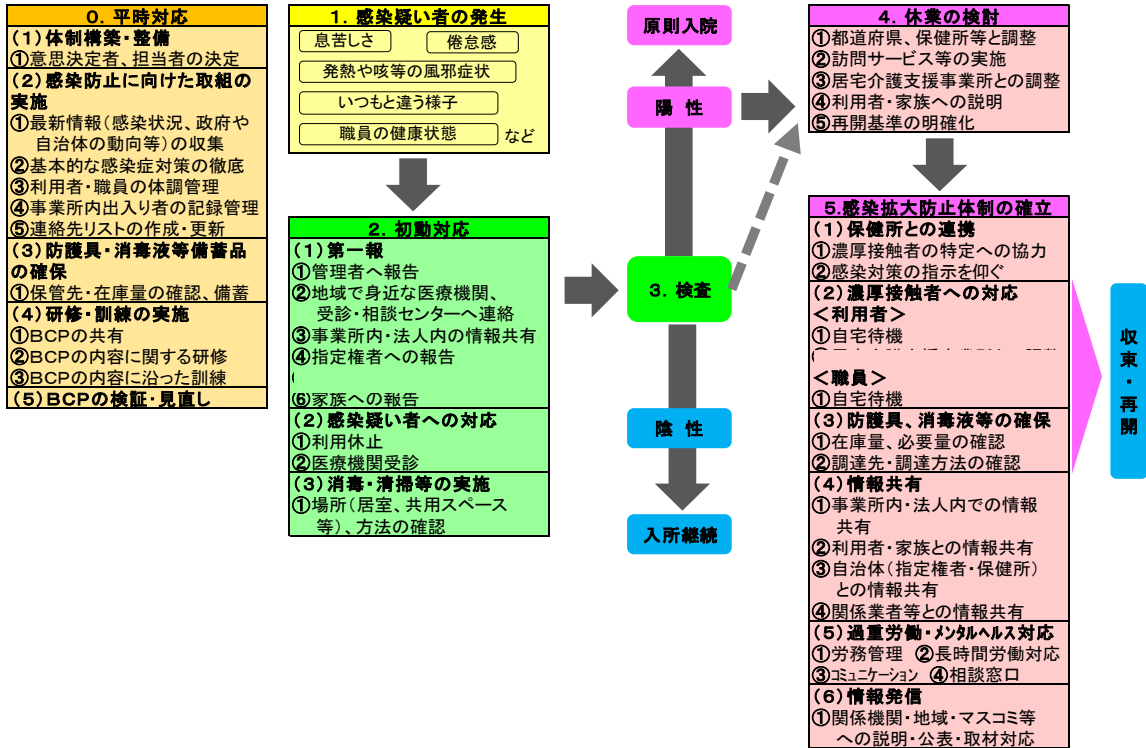 0. 平時対応
(1)体制構築・整備
①意思決定者、担当者の決定
(2)感染防止に向けた取組の
実施
①最新情報(感染状況、政府や
自治体の動向等)の収集
②基本的な感染症対策の徹底
③利用者・職員の体調管理
④事業所内出入り者の記録管理
⑤連絡先リストの作成・更新
(3)防護具・消毒液等備蓄品
の確保
①保管先・在庫量の確認、備蓄
(4)研修・訓練の実施
①BCPの共有
②BCPの内容に関する研修
③BCPの内容に沿った訓練
(5)BCPの検証・見直し
1. 感染疑い者の発生
息苦しさ
倦怠感
発熱や咳等の風邪症状
いつもと違う様子
職員の健康状態
など
2. 初動対応
(1)第一報
①管理者へ報告
②地域で身近な医療機関、
受診・相談センターへ連絡
③事業所内・法人内の情報共有
④指定権者への報告
⑥家族への報告
(2)感染疑い者への対応
①利用休止
②医療機関受診
(3)消毒・清掃等の実施
①場所(居室、共用スペース
等)、方法の確認
原則入院
陽 性
3. 検査
陰 性
入所継続
4. 休業の検討
①都道府県、保健所等と調整
②訪問サービス等の実施
③居宅介護支援事業所との調整
④利用者・家族への説明
⑤再開基準の明確化
5.感染拡大防止体制の確立
(1)保健所との連携
①濃厚接触者の特定への協力
②感染対策の指示を仰ぐ
(2)濃厚接触者への対応
<利用者>
①自宅待機
<職員>
①自宅待機
(3)防護具、消毒液等の確保
①在庫量、必要量の確認
②調達先・調達方法の確認
(4)情報共有
①事業所内・法人内での情報
共有
②利用者・家族との情報共有
③自治体(指定権者・保健所)
との情報共有
④関係業者等との情報共有
(5)過重労働・メンタルヘルス対応
①労務管理 ②長時間労働対応
③コミュニケーション ④相談窓口
(6)情報発信
①関係機関・地域・マスコミ等
への説明・公表・取材対応
収束・再開